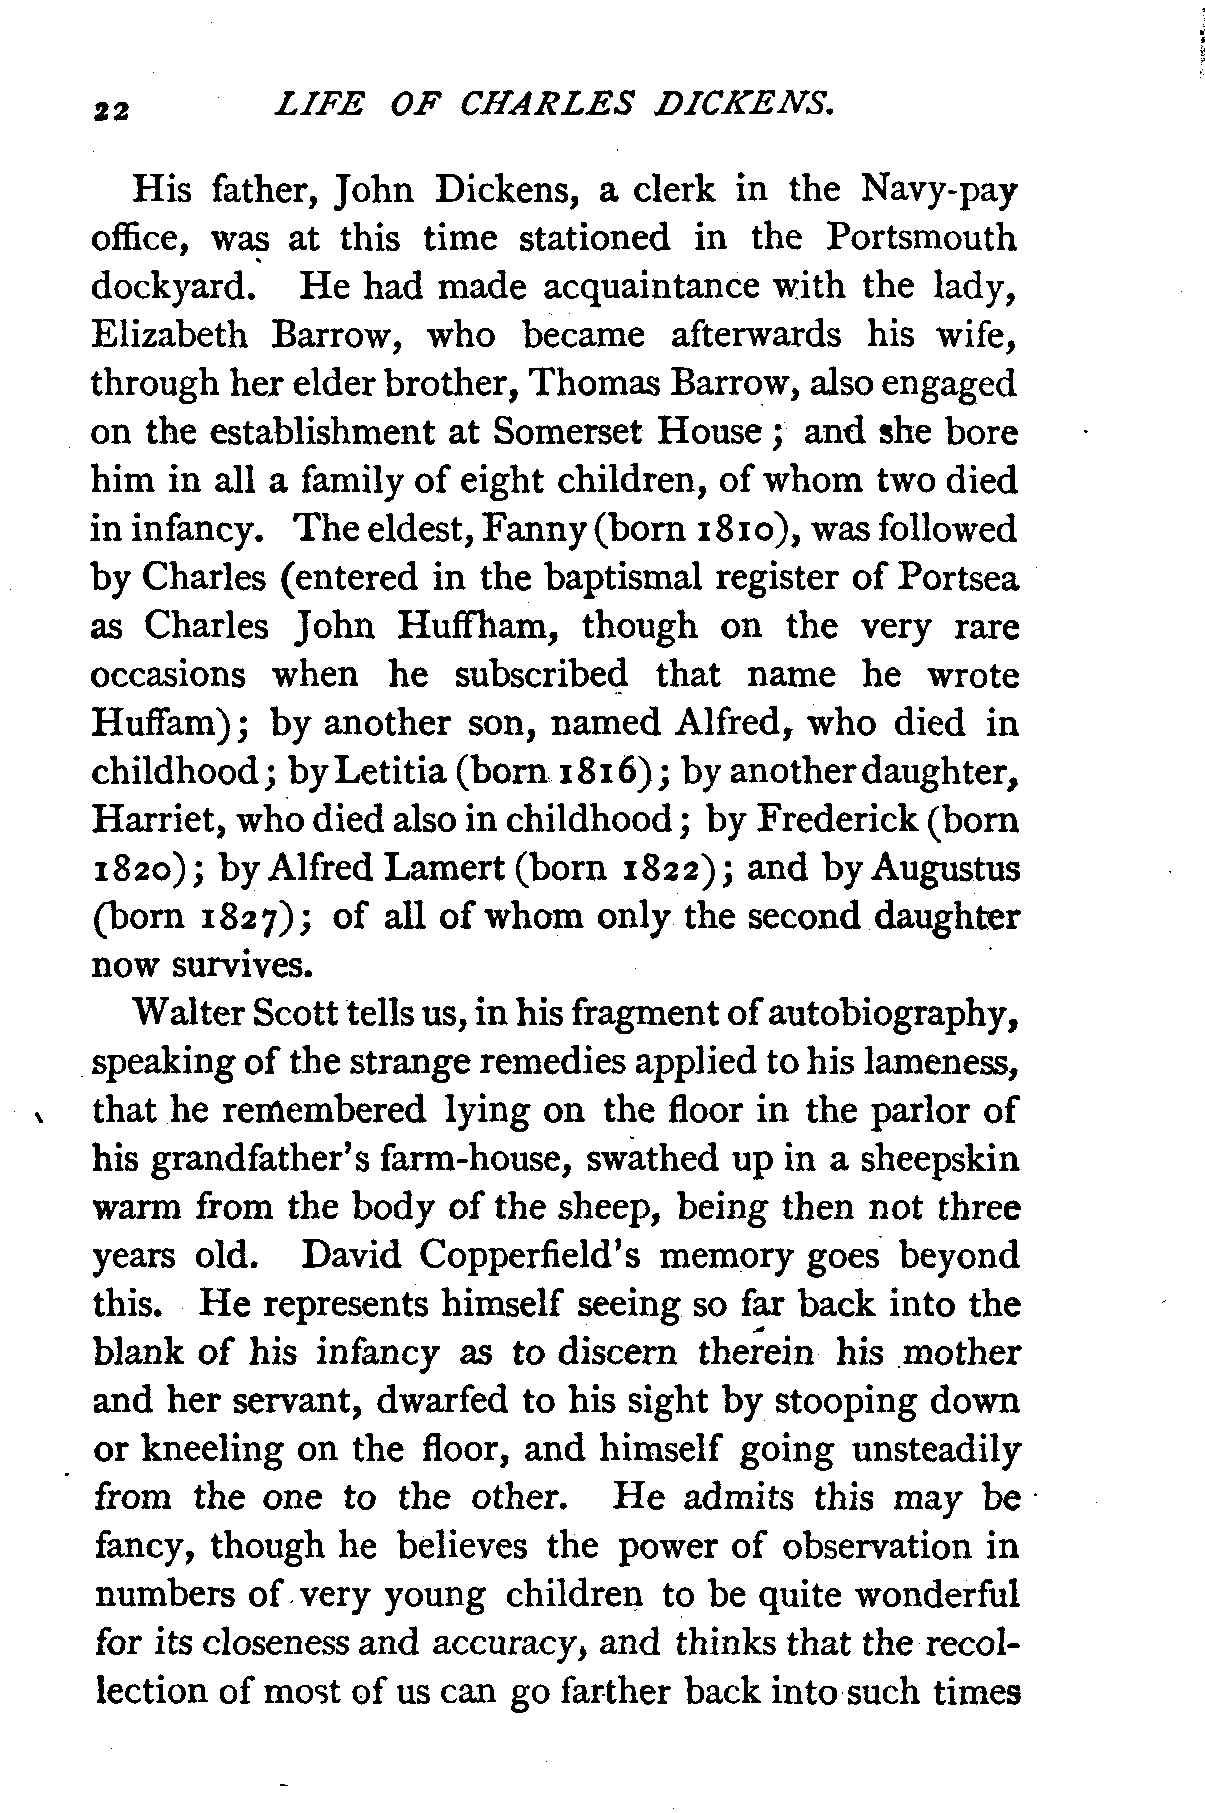 22 LIFE OF CHARLES DICKENS.
His father, John Dickens, a clerk in the Navy-pay
office, was at this time stationed in the Portsmouth
dockyard. He had made acquaintance with the lady,
Elizabeth Barrow, who became afterwards his wife,
through her elder brother, Thomas Barrow, also engaged
on the establishment at Somerset House ; and she bore
him in all a family of eight children, of whom two died
in infancy. The eldest, Fanny (born 1810), was followed
by Charles (entered in the baptismal register of Portsea
as Charles John Huffham, though on the very rare
occasions when he subscribed that name he wrote
Huffam); by another son, named Alfred, who died in
childhood; by Letitia (born 1816); by another daughter,
Harriet, who died also in childhood; by Frederick (born
1820); by Alfred Lamert (born 1822); and by Augustus
(born 1827); of all of whom only the second daughter
now survives.
Walter Scott tells us, in his fragment of autobiography,
speaking of the strange remedies applied to his lameness,
that he remembered lying on the floor in the parlor of
his grandfather's farm-house, swathed up in a sheepskin
warm from the body of the sheep, being then not three
years old. David Copperfield's memory goes beyond
this. He represents himself seeing so far back into the
blank of his infancy as to discern therein his mother
and her servant, dwarfed to his sight by stooping down
or kneeling on the floor, and himself going unsteadily
from the one to the other. He admits this may be
fancy, though he believes the power of observation in
numbers of very young children to be quite wonderful
for its closeness and accuracy, and thinks that the recol-
lection of most of us can go farther back into such times